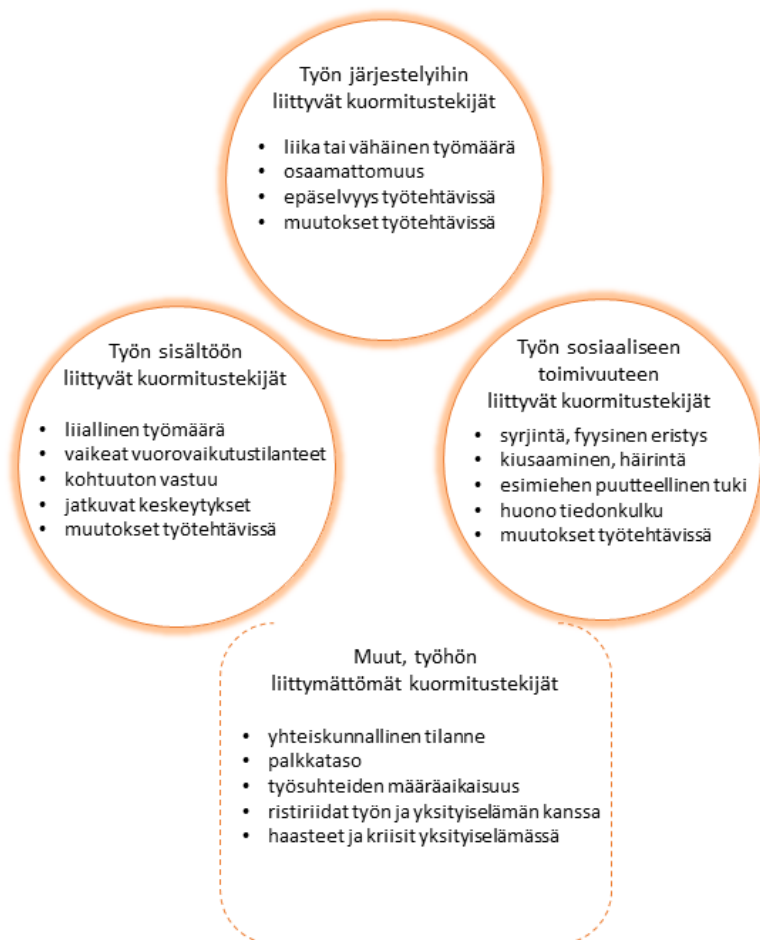 Työn järjestelyihin
liittyvät kuormitustekijät
• liika tai vähäinen työmäärä
• osaamattomuus
• epäselvyys työtehtävissä
• muutokset työtehtävissä
Työn sisältöön
liittyvät kuormitustekijät
• liiallinen työmäärä
• vaikeat vuorovaikutustilanteet
• kohtuuton vastuu
• jatkuvat keskeytykset
• muutokset työtehtävissä
Työn sosiaaliseen
toimivuuteen
liittyvät kuormitustekijät
• syrjintä, fyysinen eristys
• kiusaaminen, häirintä
• esimiehen puutteellinen tuki
• huono tiedonkulku
• muutokset työtehtävissä
Muut, työhön
liittymättömät kuormitustekijät
• yhteiskunnallinen tilanne
• palkkataso
• työsuhteiden määräaikaisuus
• ristiriidat työn ja yksityiselämän kanssa
• haasteet ja kriisit yksityiselämässä